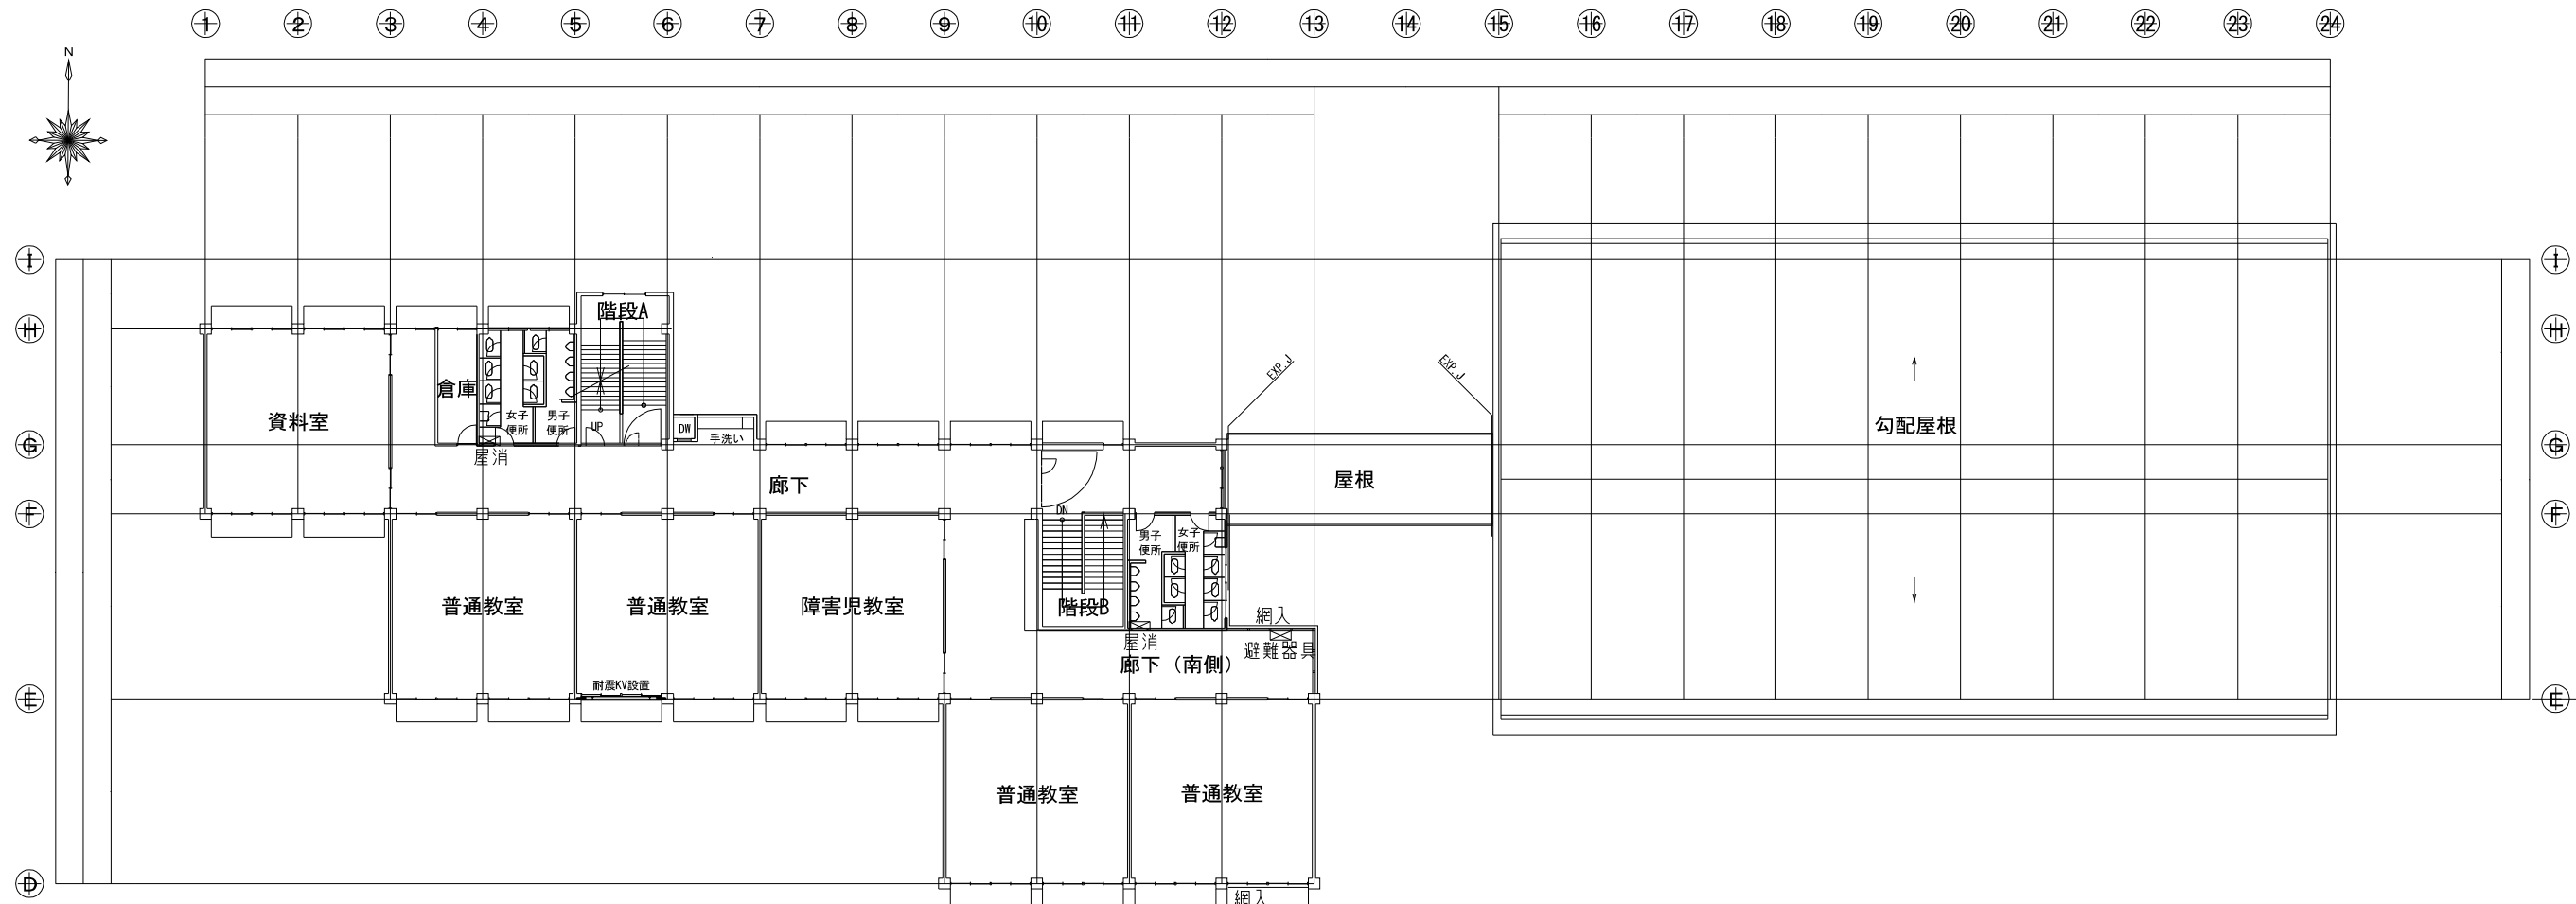 1 2 3 4 5 6 7 8 9 10 11 12 13 14 15 16 17 18 19 20 21 22 23 24
N
I I
H H
階段A
EXP.J EXP.J
倉庫
資料室
女子
便所
男子
便所
UP
DW
手洗い
勾配屋根
G G
屋消
廊下
屋根
F F
DN
男子
便所
女子
便所
普通教室
普通教室
障害児教室
階段B
網入
屋消
避難器具
廊下（南側）
耐震KV設置
E E
普通教室
普通教室
D
網入